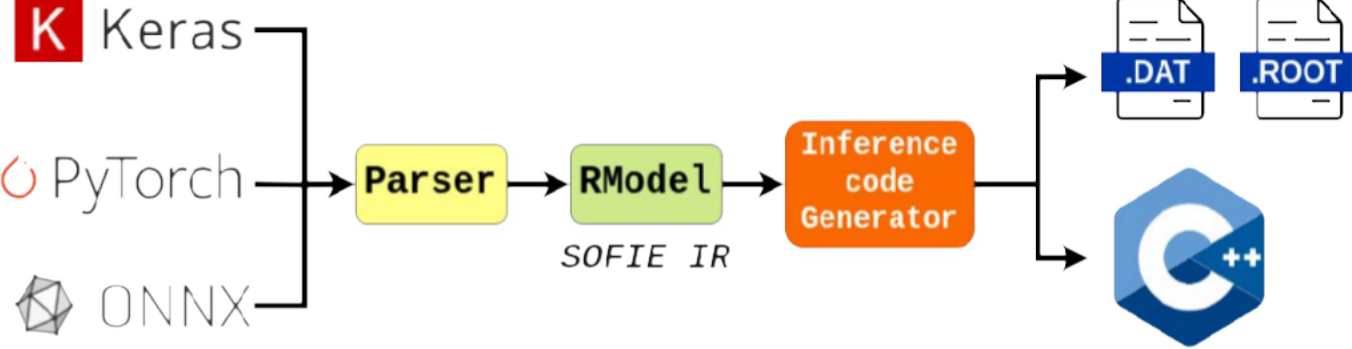 K Keras
PyTorch
ONNX
Parser
RModel
SOFIE IR
Inference
code
Generator
.DAT
.ROOT
C++